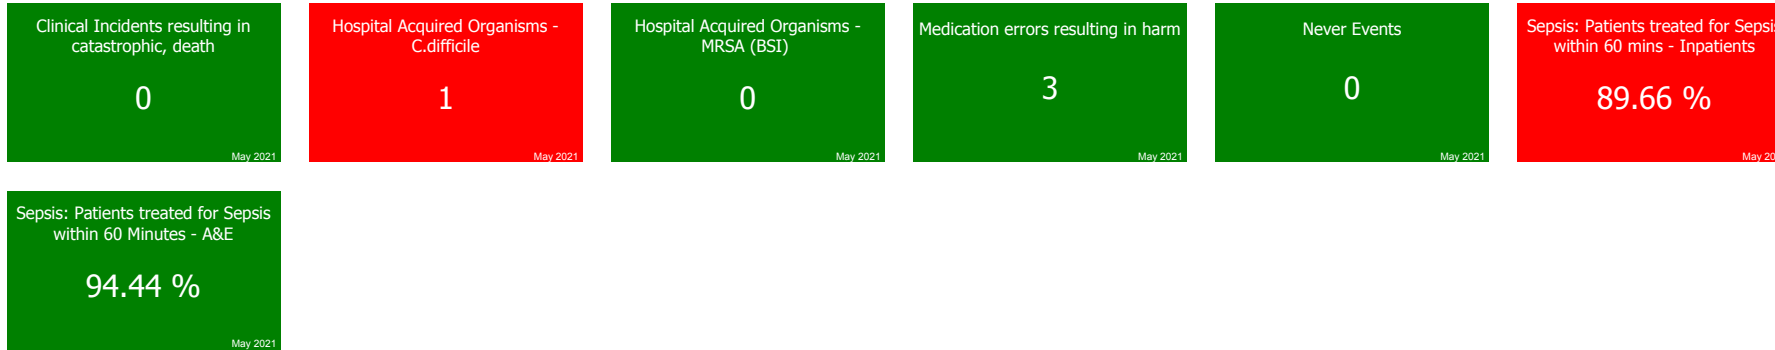 Clinical Incidents resulting in
catastrophic, death
0
May 2021
Hospital Acquired Organisms -
C.difficile
1
May 2021
Hospital Acquired Organisms -
MRSA (BSI)
0
May 2021
Medication errors resulting in harm
3
May 2021
Never Events
0
May 2021
Sepsis: Patients treated for Sepsis
within 60 mins - Inpatients
89.66 %
May 20
Sepsis: Patients treated for Sepsis
within 60 Minutes - A&E
94.44 %
May 2021